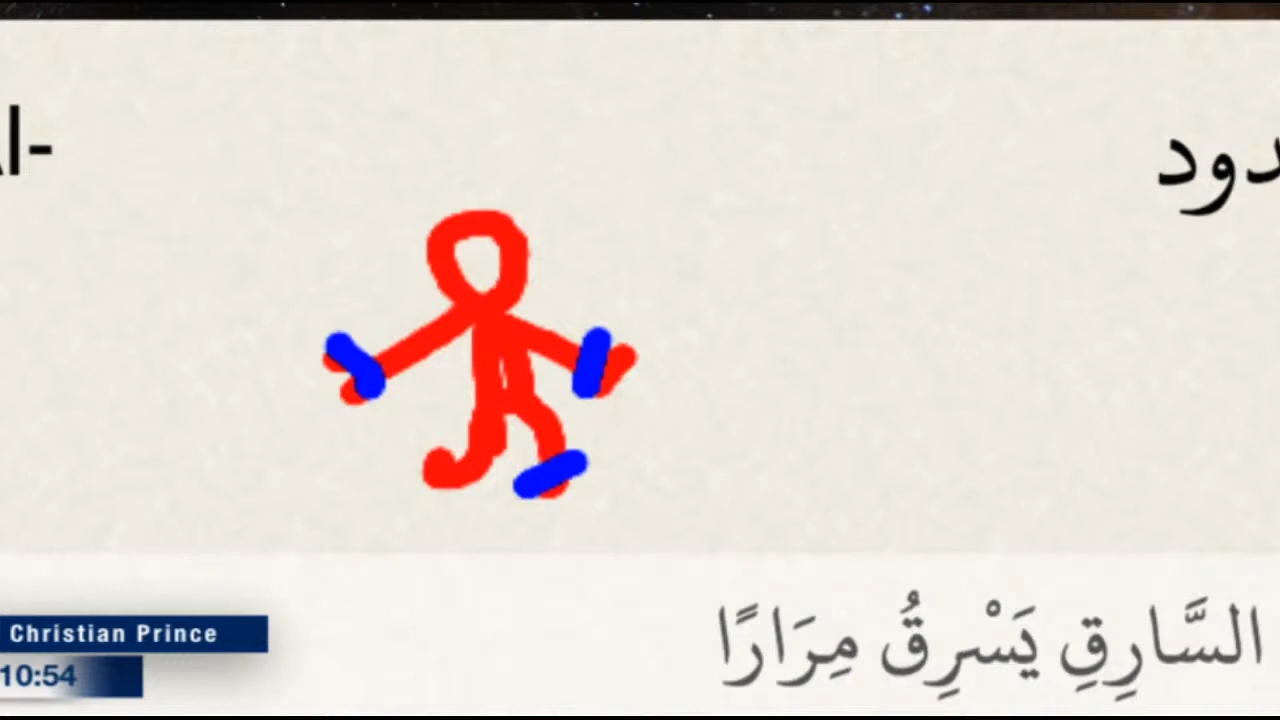 Al-
دود
السَّارِقِ يَسْرِقُ مِرَارًا
Christian Prince
10:54